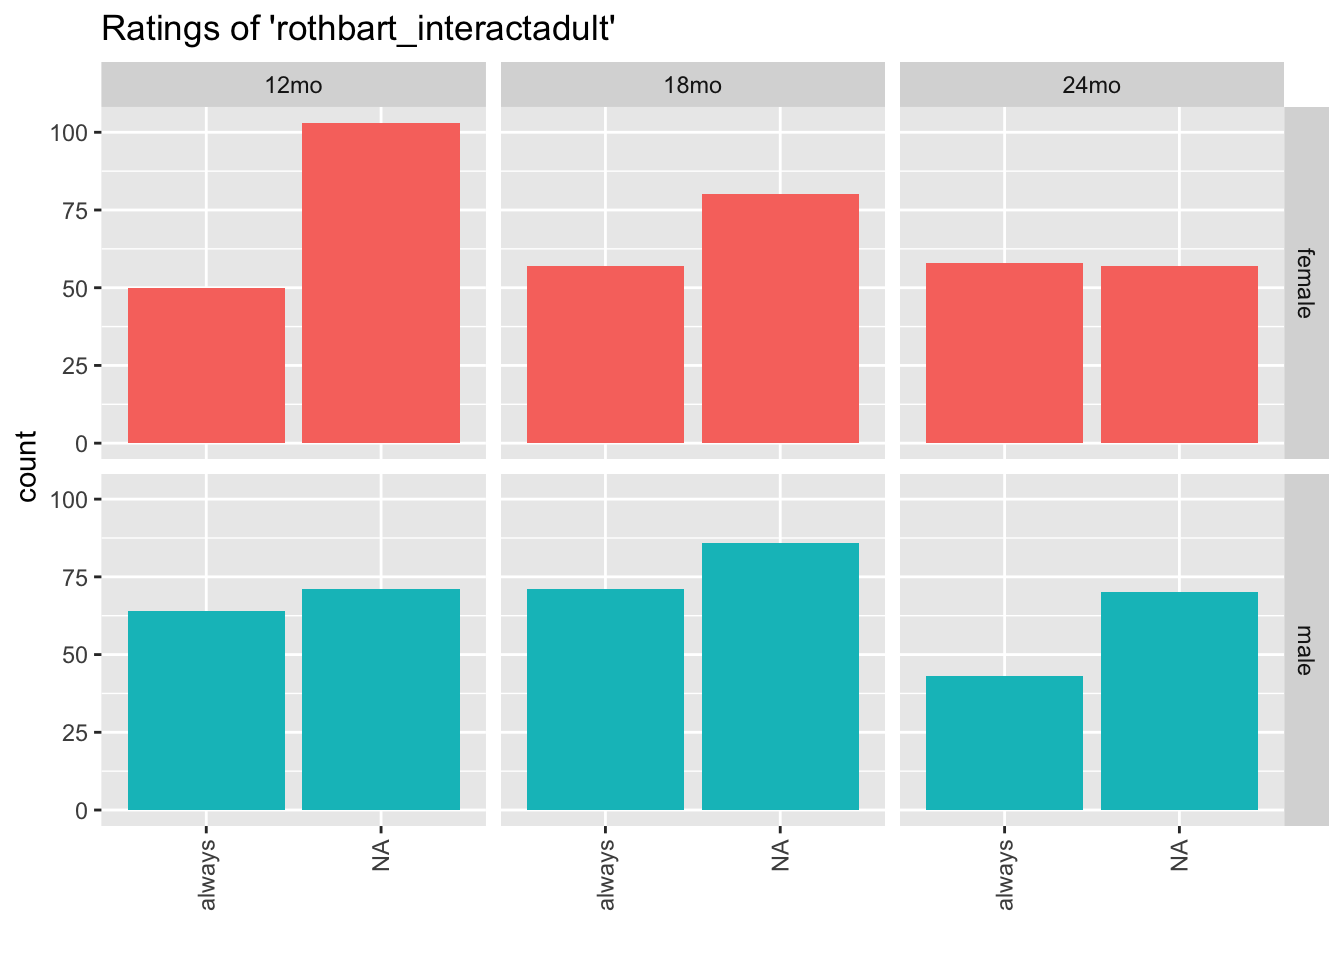 Ratings of 'rothbart_interactadult'
12mo
18mo
24mo
100
75
50
25
0
female
count
100
75
50
25
0
male
always
NA
always
NA
always
NA